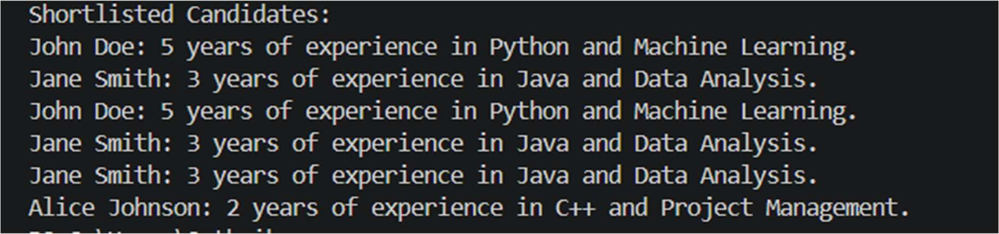 Shortlisted Candidates:
John Doe: 5 years of experience in Python and Machine Learning.
Jane Smith: 3 years of experience in Java and Data Analysis.
John Doe: 5 years of experience in Python and Machine Learning.
Jane Smith: 3 years of experience in Java and Data Analysis.
Jane Smith: 3 years of experience in Java and Data Analysis.
Alice Johnson: 2 years of experience in C++ and Project Management.